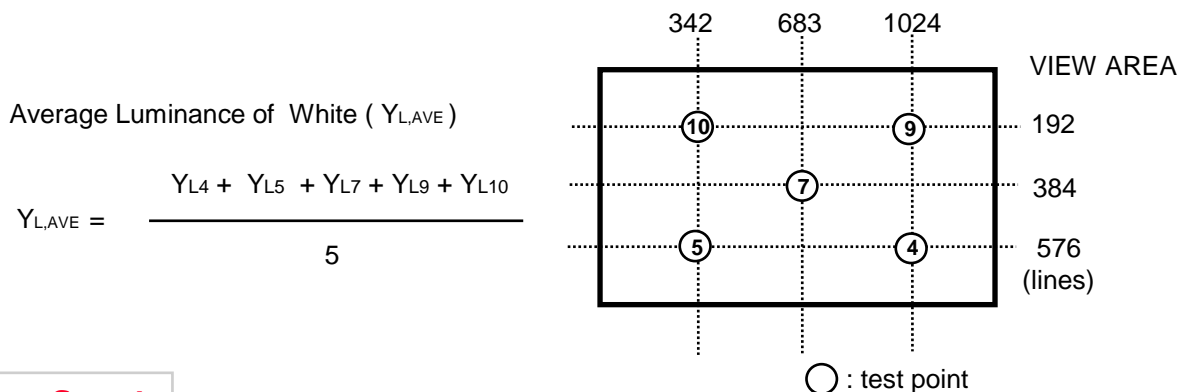 342 683 1024
VIEW AREA
Average Luminance of White ( YL,AVE )
10 9 192
YL4 + YL5 + YL7 + YL9 + YL10
7 384
YL,AVE =
5
5 4 576
(lines)
: test point